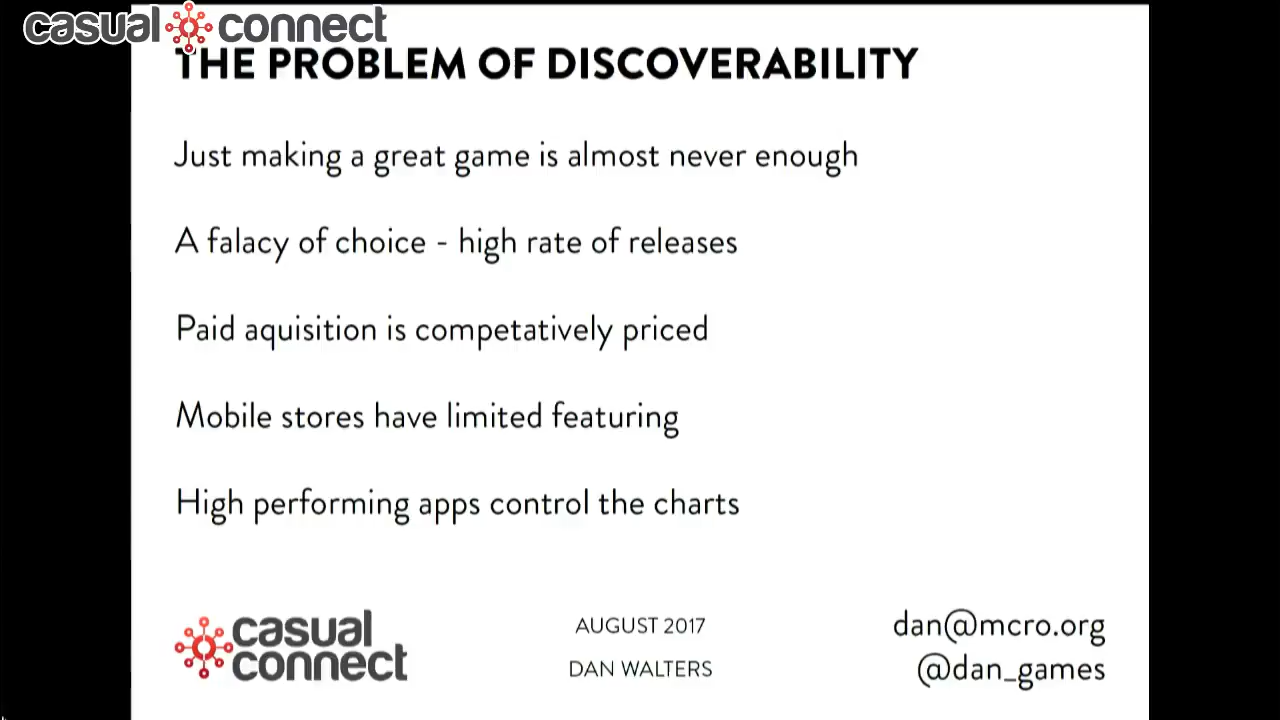 casual connect
THE PROBLEM OF DISCOVERABILITY
Just making a great game is almost never enough
A falacy of choice - high rate of releases
Paid aquisition is competatively priced
Mobile stores have limited featuring
High performing apps control the charts
casual
connect
AUGUST 2017
DAN WALTERS
dan@mcro.org
@dan_games